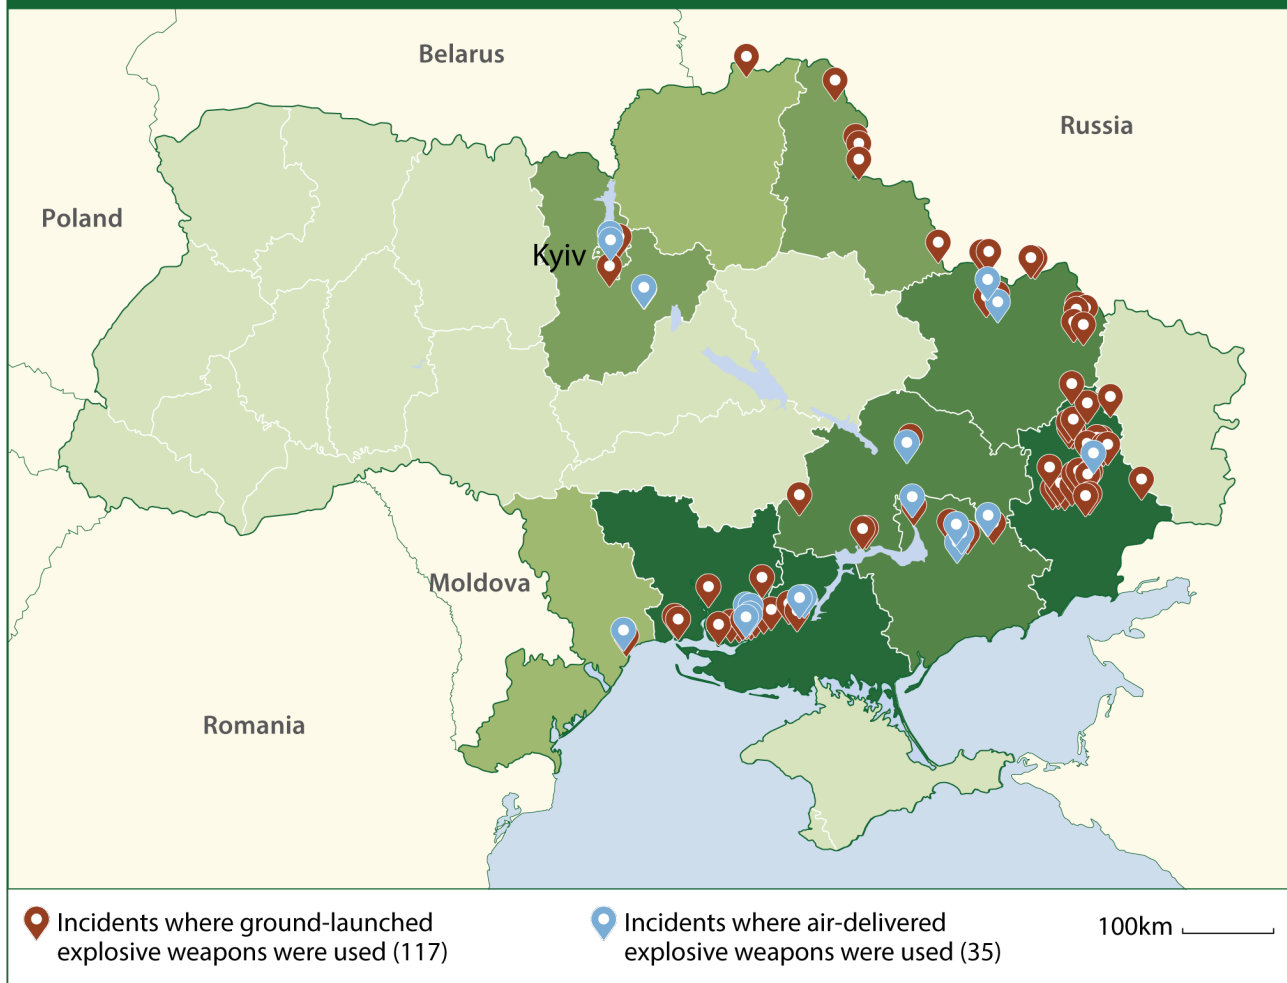 Belarus
Russia
Poland
Kyiv
Moldova
Romania
Incidents where ground-launched
explosive weapons were used (117)
Incidents where air-delivered
explosive weapons were used (35)
100km